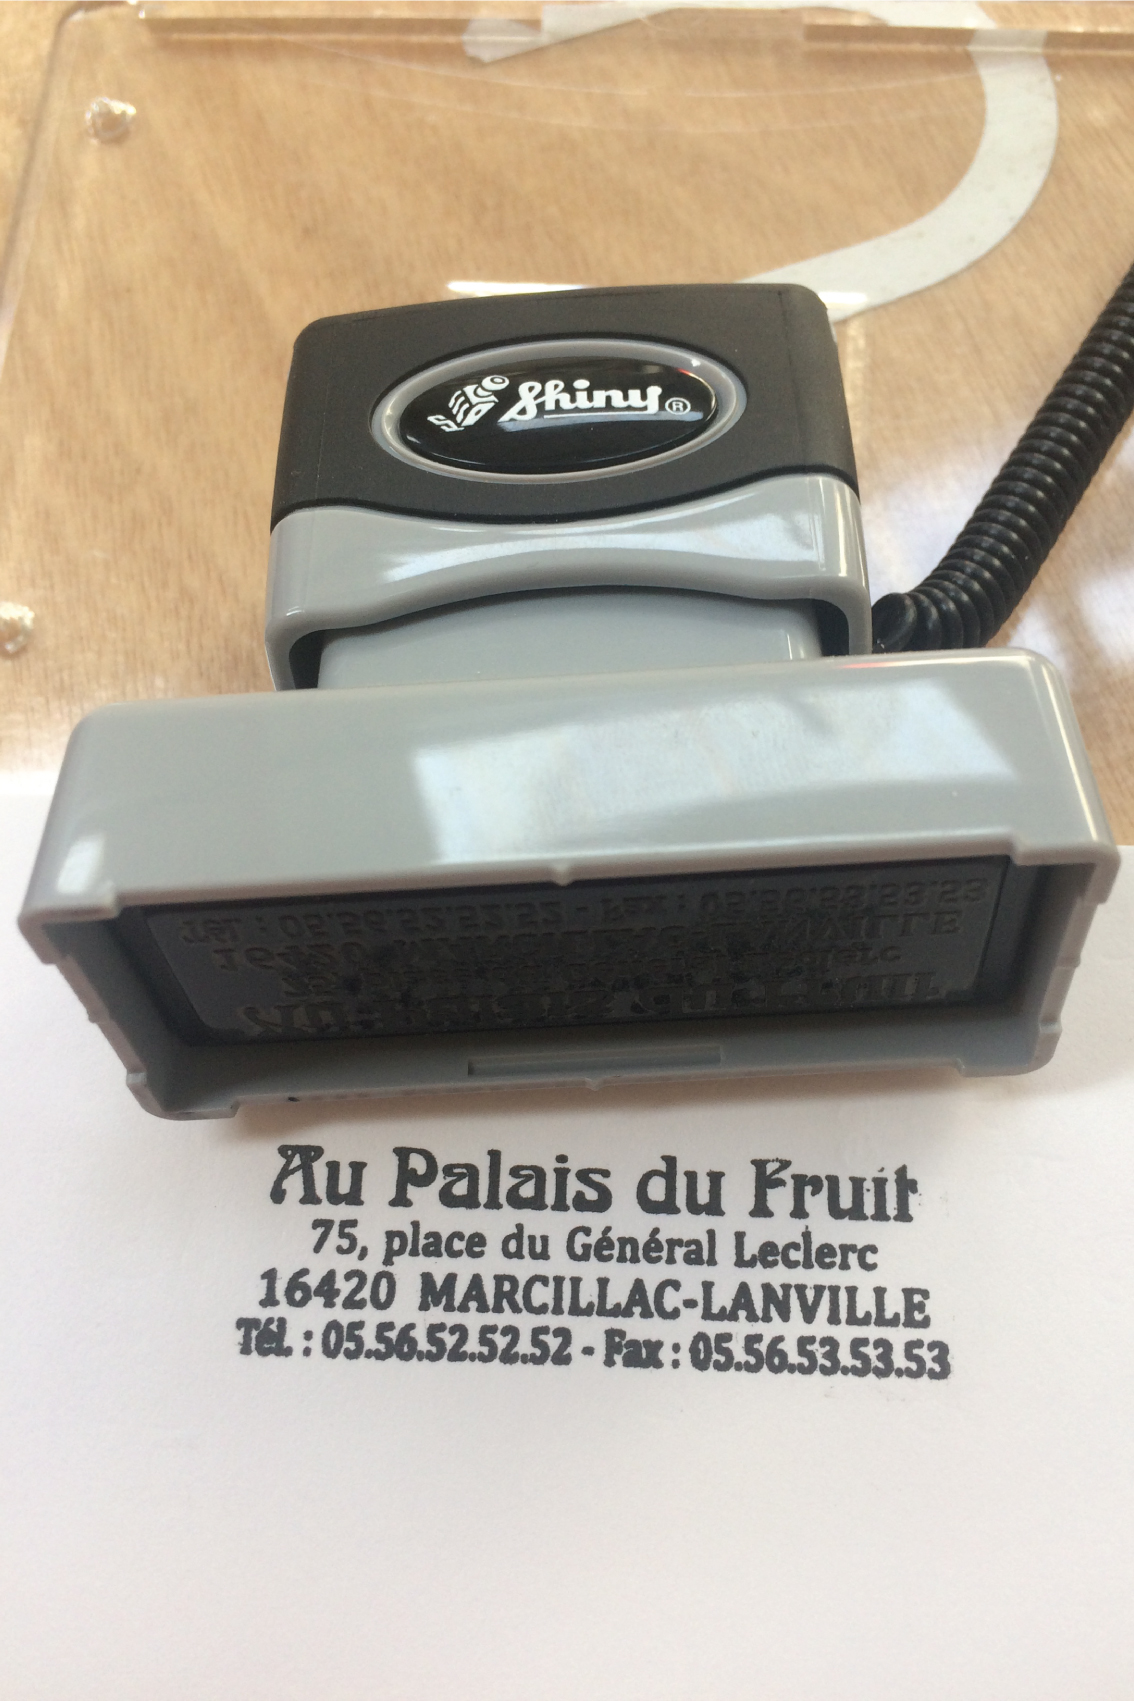 Shiny®
Au Palais du Fruit
75, place du Général Leclerc
16420 MARCILLAC-LANVILLE
Tél. : 05.56.52.52.52 - Fax : 05.56.53.53.53